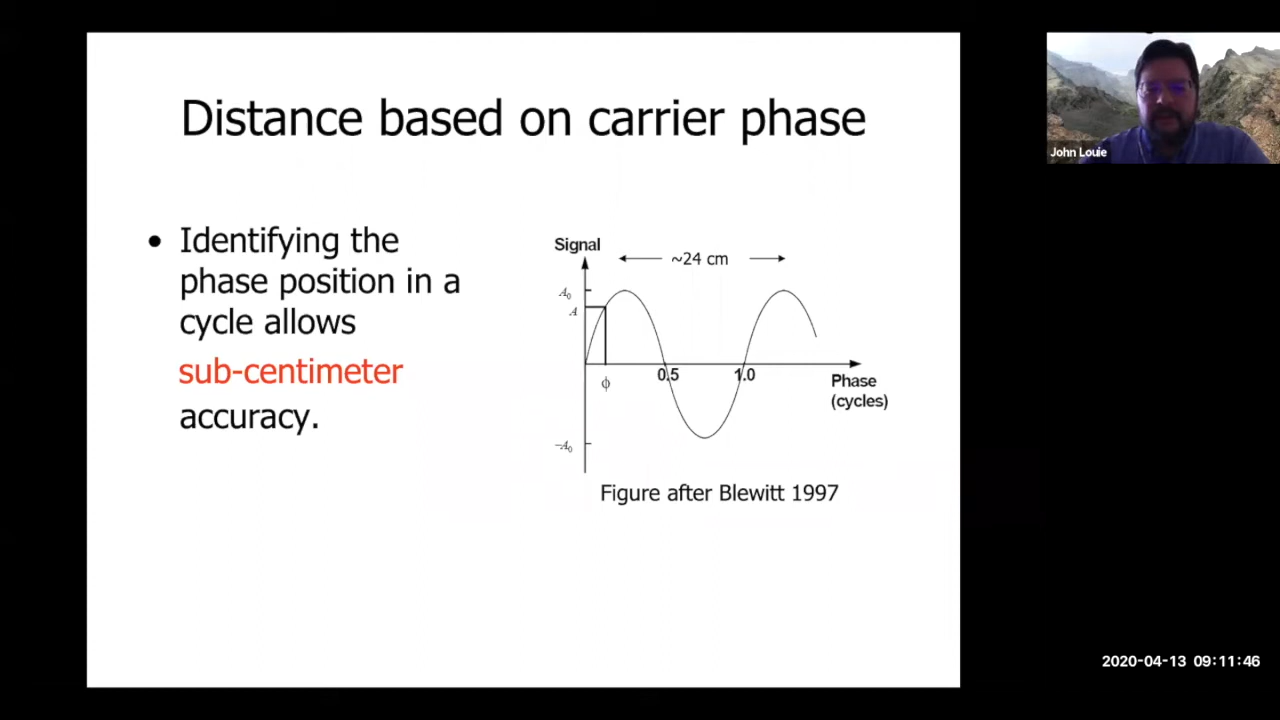 Distance based on carrier phase
John Louie
• Identifying the
phase position in a
cycle allows
sub-centimeter
accuracy.
Signal
~24 cm
A₀
A
0.5
1.0
ϕ
Phase
(cycles)
−A₀
Figure after Blewitt 1997
2020-04-13 09:11:46